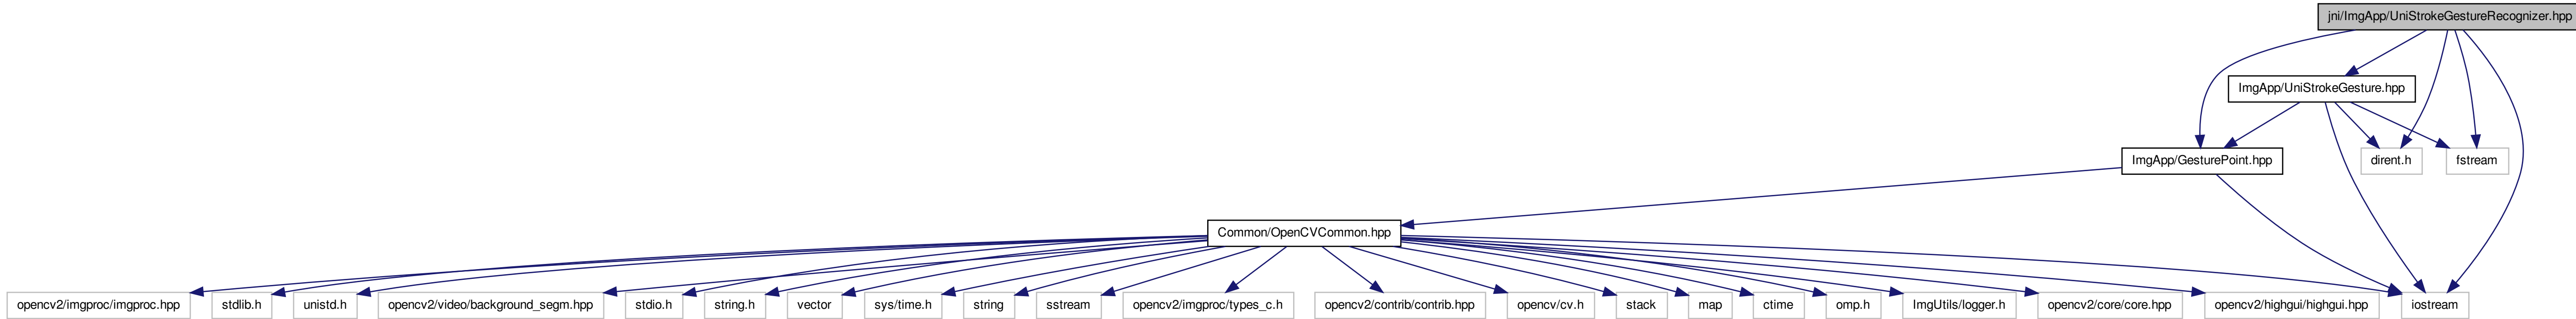 jni/ImgApp/UniStrokeGestureRecognizer.hpp
ImgApp/UniStrokeGesture.hpp
ImgApp/GesturePoint.hpp
dirent.h
fstream
Common/OpenCVCommon.hpp
opencv2/imgproc/imgproc.hpp
stdlib.h
unistd.h
opencv2/video/background_segm.hpp
stdio.h
string.h
vector
sys/time.h
string
sstream
opencv2/imgproc/types_c.h
opencv2/contrib/contrib.hpp
opencv/cv.h
stack
map
ctime
omp.h
ImgUtils/logger.h
opencv2/core/core.hpp
opencv2/highgui/highgui.hpp
iostream